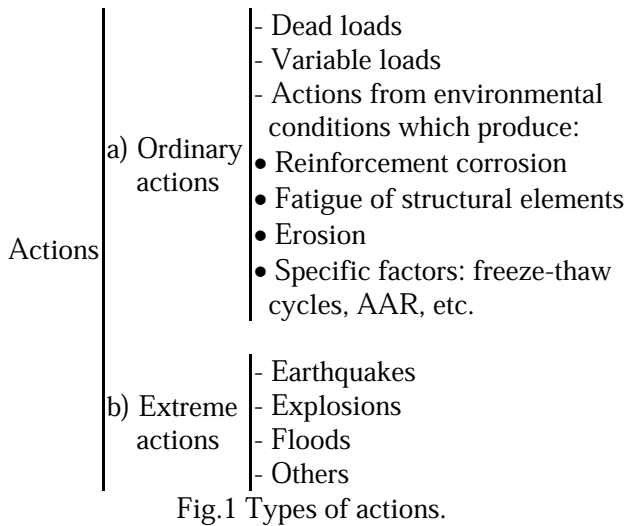 - Dead loads
- Variable loads
- Actions from environmental
conditions which produce:
a) Ordinary
actions
• Reinforcement corrosion
• Fatigue of structural elements
• Erosion
Actions
• Specific factors: freeze-thaw
cycles, AAR, etc.
- Earthquakes
b) Extreme
actions
- Explosions
- Floods
- Others
Fig.1 Types of actions.